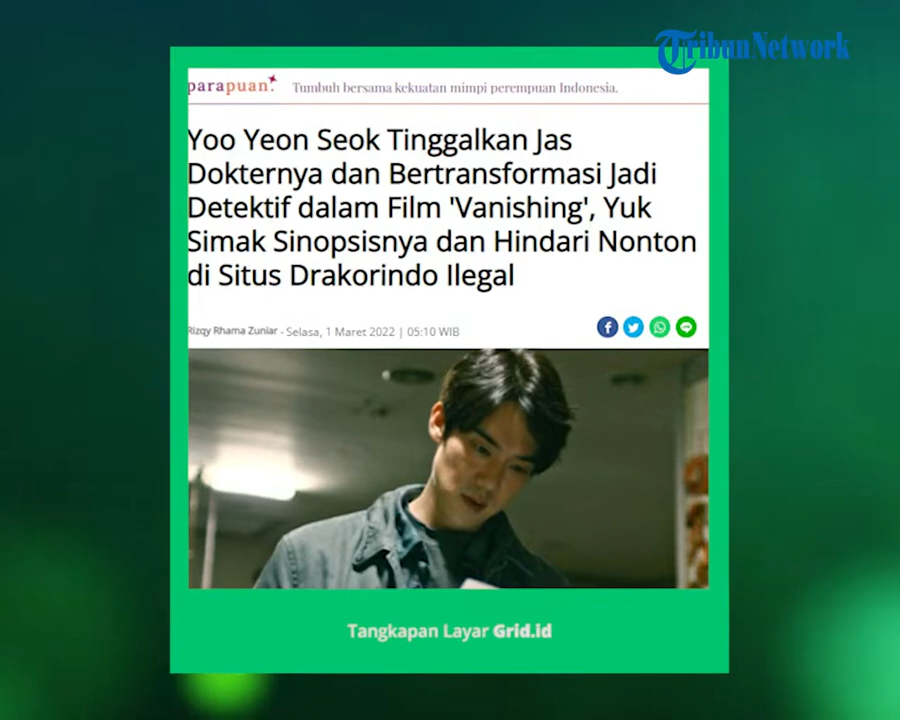 TribunNetwork
parapuan.
Tumbuh bersama kekuatan mimpi perempuan Indonesia.
Yoo Yeon Seok Tinggalkan Jas
Dokternya dan Bertransformasi Jadi
Detektif dalam Film 'Vanishing', Yuk
Simak Sinopsisnya dan Hindari Nonton
di Situs Drakorindo Ilegal
Rizqy Rhama Zuniar - Selasa, 1 Maret 2022 | 05:10 WIB
Tangkapan Layar Grid.id